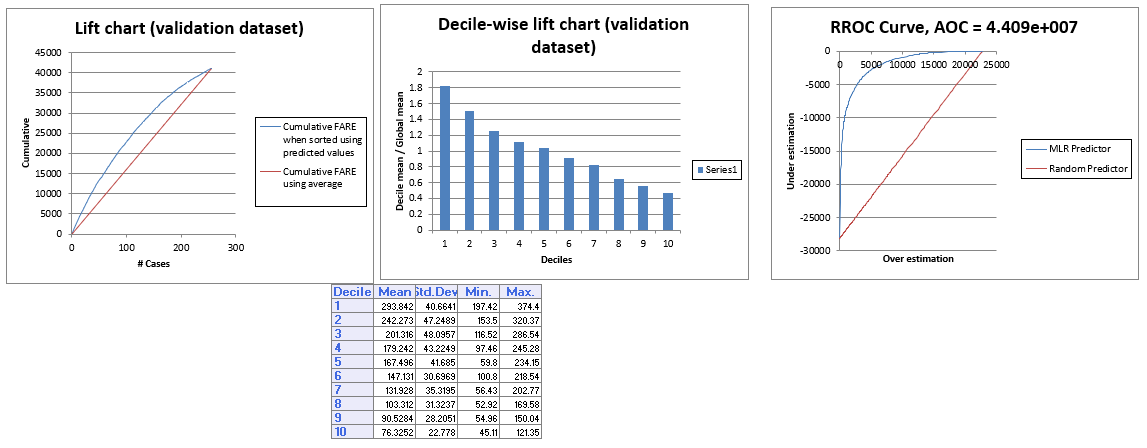 Lift chart (validation dataset)
45000
40000
35000
30000
25000
20000
15000
10000
5000
0
Cumulative
0 100 200 300
# Cases
Cumulative FARE
when sorted using
predicted values
Cumulative FARE
using average
Decile-wise lift chart (validation
dataset)
2
1.8
1.6
1.4
1.2
1
0.8
0.6
0.4
0.2
0
Decile mean / Global mean
1 2 3 4 5 6 7 8 9 10
Deciles
Series1
RROC Curve, AOC = 4.409e+007
0
0 5000 10000 15000 20000 25000
-5000
-10000
-15000
-20000
-25000
-30000
Under estimation
Over estimation
MLR Predictor
Random Predictor
Decile Mean Std.Dev Min. Max.
1 293.842 40.6641 197.42 374.4
2 242.273 47.2489 153.5 320.37
3 201.316 48.0957 116.52 286.54
4 179.242 43.2249 97.46 245.28
5 167.496 41.685 59.8 234.15
6 147.131 30.6969 100.8 218.54
7 131.928 35.3195 56.43 202.77
8 103.312 31.3237 52.92 169.58
9 90.5284 28.2051 54.96 150.04
10 76.3252 22.778 45.11 121.35